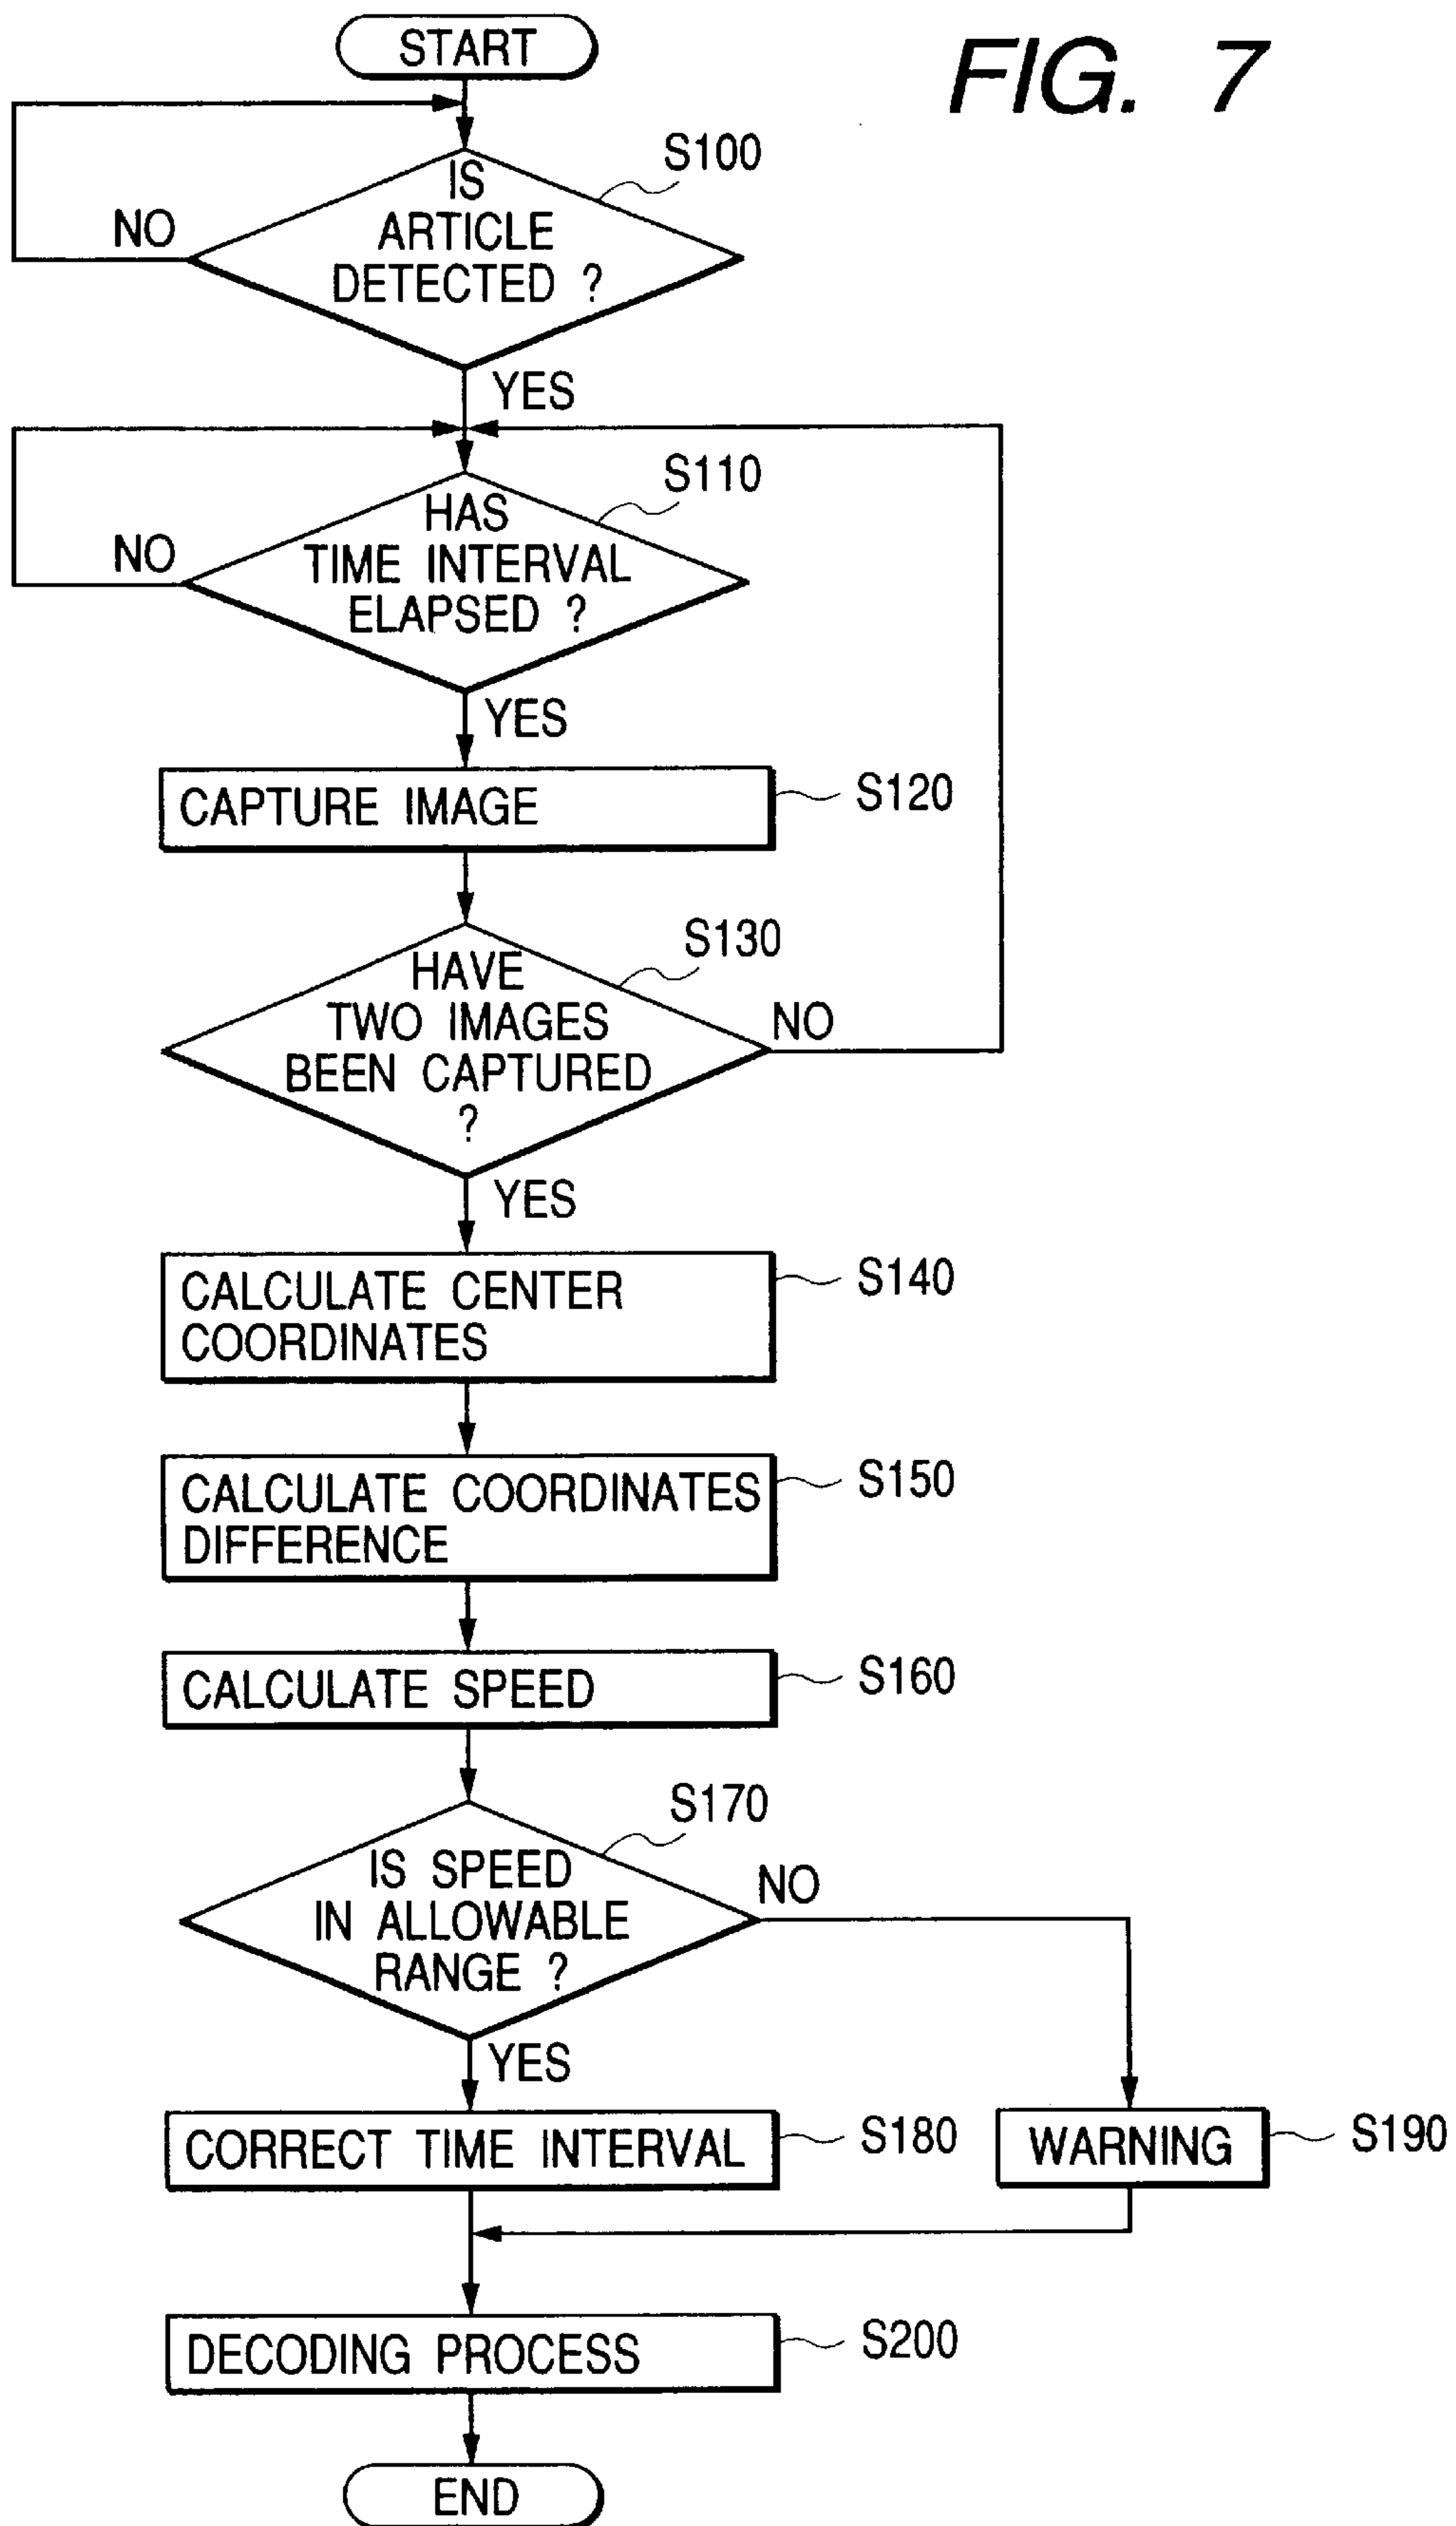 START
FIG. 7
S100
IS
ARTICLE
DETECTED ?
NO
YES
S110
HAS
TIME INTERVAL
ELAPSED ?
NO
YES
CAPTURE IMAGE
S120
S130
HAVE
TWO IMAGES
BEEN CAPTURED
?
NO
YES
CALCULATE CENTER
COORDINATES
S140
CALCULATE COORDINATES
DIFFERENCE
S150
CALCULATE SPEED
S160
S170
IS SPEED
IN ALLOWABLE
RANGE ?
NO
YES
CORRECT TIME INTERVAL
S180
WARNING
S190
DECODING PROCESS
S200
END